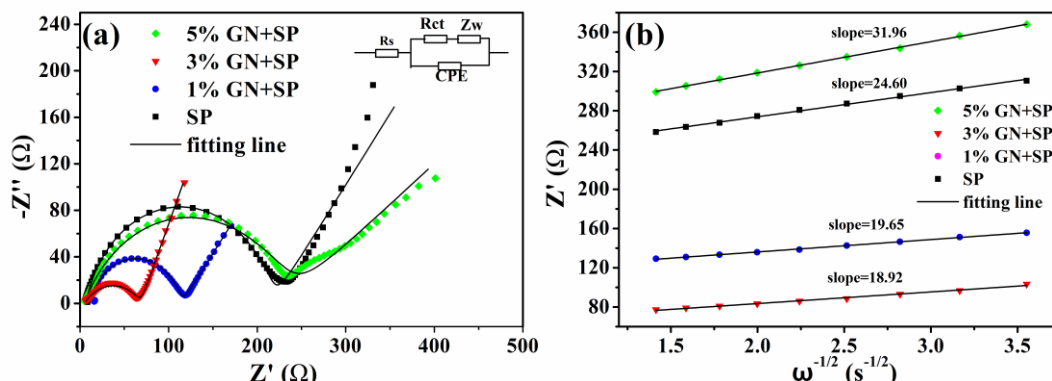 (a)
5% GN+SP
3% GN+SP
1% GN+SP
SP
fitting line
Rs
Rct
Zw
CPE
-Z'' (Ω)
240
200
160
120
80
40
0
0
100
200
300
400
500
Z' (Ω)
(b)
slope=31.96
slope=24.60
5% GN+SP
3% GN+SP
1% GN+SP
SP
fitting line
slope=19.65
slope=18.92
Z' (Ω)
360
320
280
240
200
160
120
80
1.5
2.0
2.5
3.0
3.5
ω-1/2 (s-1/2)